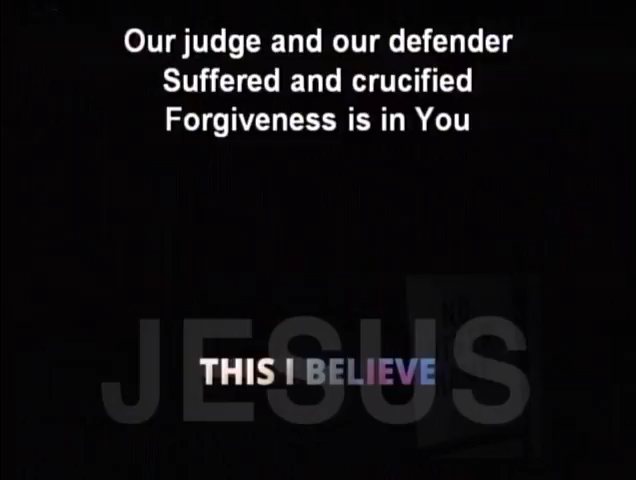 Our judge and our defender
Suffered and crucified
Forgiveness is in You
JESUS
THIS I BELIEVE